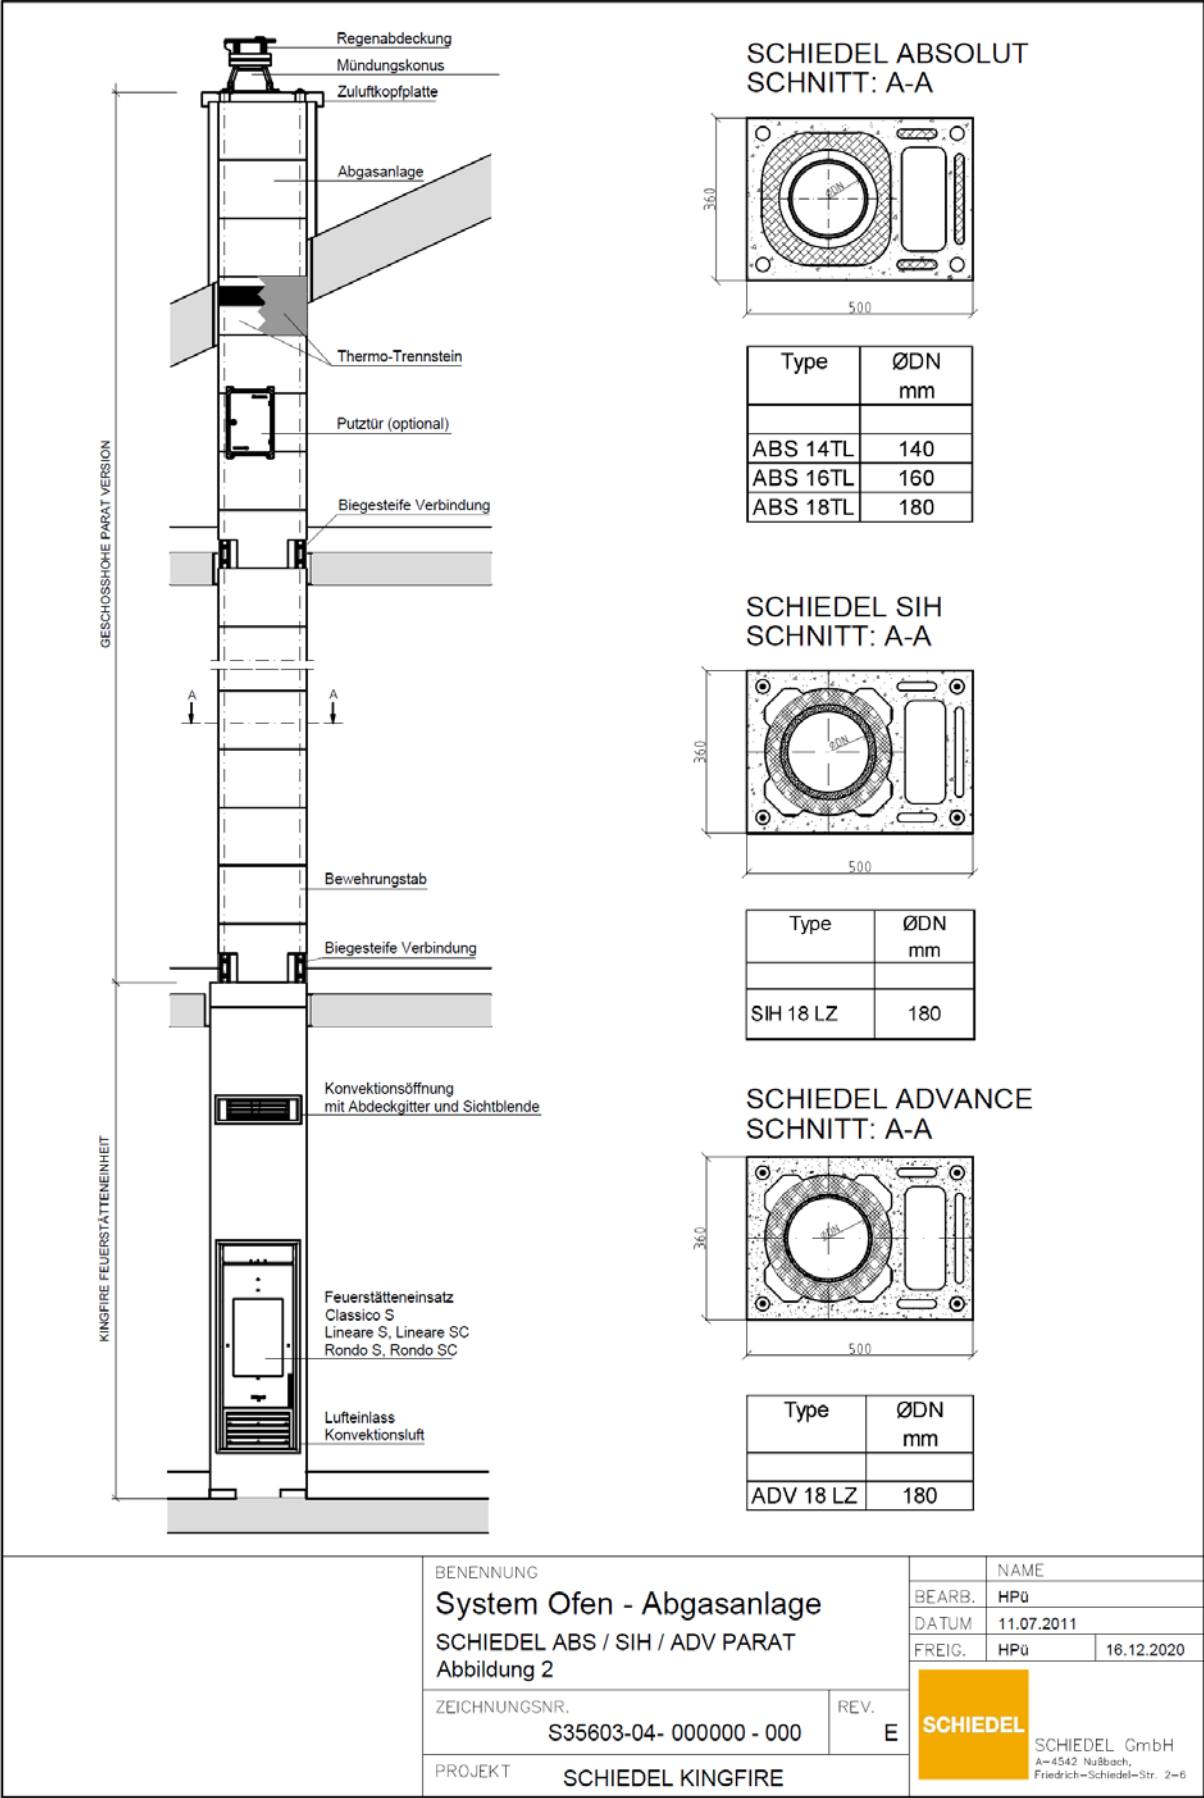 Regenabdeckung
Mündungskonus
Zuluftkopfplatte
Abgasanlage
Thermo-Trennstein
Putztür (optional)
Biegesteife Verbindung
GESCHOSSHÖHE PARAT VERSION
A
A
Bewehrungstab
Biegesteife Verbindung
Konvektionsöffnung
mit Abdeckgitter und Sichtblende
KINGFIRE FEUERSTÄTTENEINHEIT
Feuerstätteneinsatz
Classico S
Lineare S, Lineare SC
Rondo S, Rondo SC
Lufteinlass
Konvektionsluft
SCHIEDEL ABSOLUT
SCHNITT: A-A
360
ØDN
500
Type ØDN
mm
ABS 14TL 140
ABS 16TL 160
ABS 18TL 180
SCHIEDEL SIH
SCHNITT: A-A
360
ØDN
500
Type ØDN
mm
SIH 18 LZ 180
SCHIEDEL ADVANCE
SCHNITT: A-A
360
ØDN
500
Type ØDN
mm
ADV 18 LZ 180
BENENNUNG
System Ofen - Abgasanlage
SCHIEDEL ABS / SIH / ADV PARAT
Abbildung 2
ZEICHNUNGSNR.
S35603-04- 000000 - 000
REV.
E
PROJEKT SCHIEDEL KINGFIRE
NAME
BEARB. HPü
DATUM 11.07.2011
FREIG. HPü 16.12.2020
SCHIEDEL
SCHIEDEL GmbH
A-4542 Nußbach,
Friedrich-Schiedel-Str. 2-6